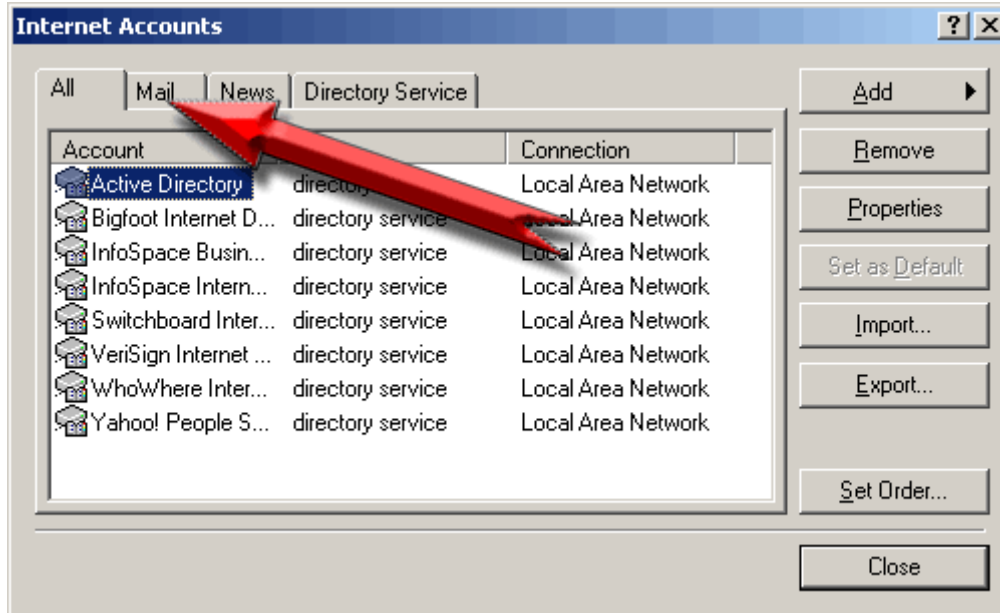 Internet Accounts
All Mail News Directory Service
Add
Account Connection
Remove
Active Directory directory Local Area Network
Properties
Bigfoot Internet D... directory service Local Area Network
InfoSpace Busin... directory service Local Area Network
Set as Default
InfoSpace Intern... directory service Local Area Network
Switchboard Inter... directory service Local Area Network
Import...
VeriSign Internet ... directory service Local Area Network
WhoWhere Inter... directory service Local Area Network
Export...
Yahoo! People S... directory service Local Area Network
Set Order...
Close